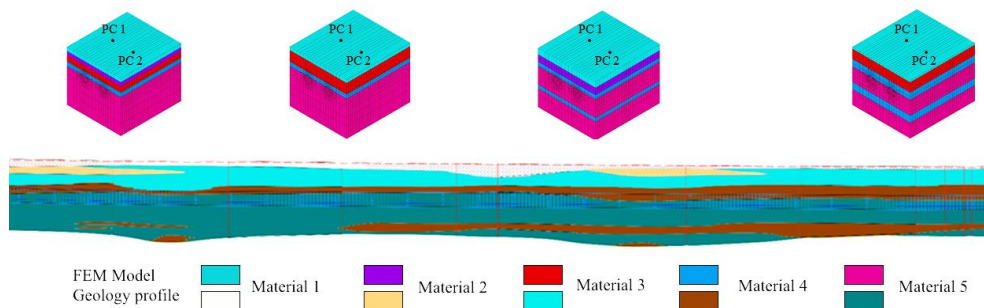 PC 1
PC 2
PC 1
PC 2
PC 1
PC 2
PC 1
PC 2
FEM Model
Geology profile
Material 1
Material 2
Material 3
Material 4
Material 5